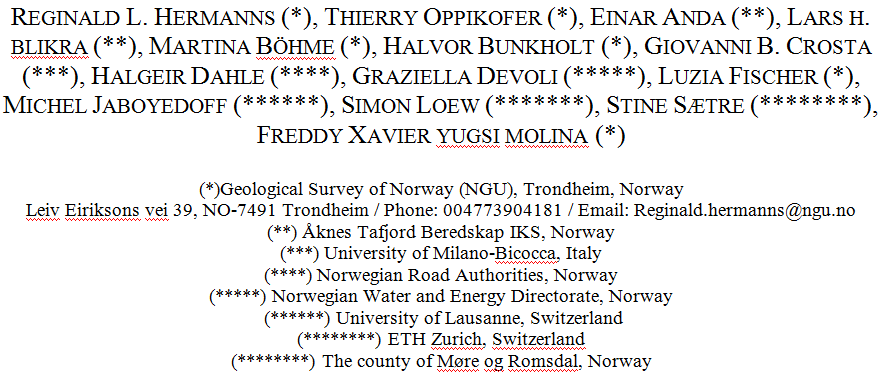 REGINALD L. HERMANNS (*), THIERRY OPPIKOFER (*), EINAR ANDA (**), LARS H.
BLIKRA (**), MARTINA BÖHME (*), HALVOR BUNKHOLT (*), GIOVANNI B. CROSTA
(***), HALGEIR DAHLE (****), GRAZIELLA DEVOLI (*****), LUZIA FISCHER (*),
MICHEL JABOYEDOFF (******), SIMON LOEW (*******), STINE SÆTRE (********),
FREDDY XAVIER YUGSI MOLINA (*)
(*)Geological Survey of Norway (NGU), Trondheim, Norway
Leiv Eiriksons vei 39, NO-7491 Trondheim / Phone: 004773904181 / Email: Reginald.hermanns@ngu.no
(**) Åknes Tafjord Beredskap IKS, Norway
(***) University of Milano-Bicocca, Italy
(****) Norwegian Road Authorities, Norway
(*****) Norwegian Water and Energy Directorate, Norway
(******) University of Lausanne, Switzerland
(********) ETH Zurich, Switzerland
(********) The county of Møre og Romsdal, Norway